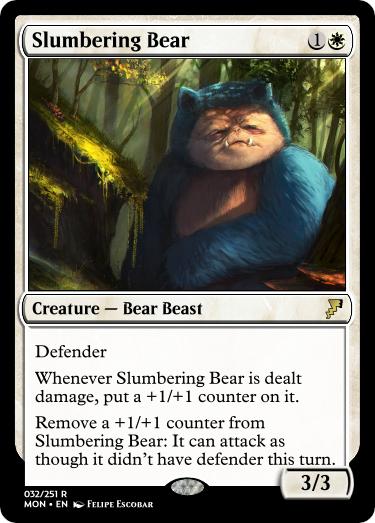 Slumbering Bear 1
Creature — Bear Beast
Defender
Whenever Slumbering Bear is dealt
damage, put a +1/+1 counter on it.
Remove a +1/+1 counter from
Slumbering Bear: It can attack as
though it didn't have defender this turn.
3/3
032/251 R
MON • EN Felipe Escobar